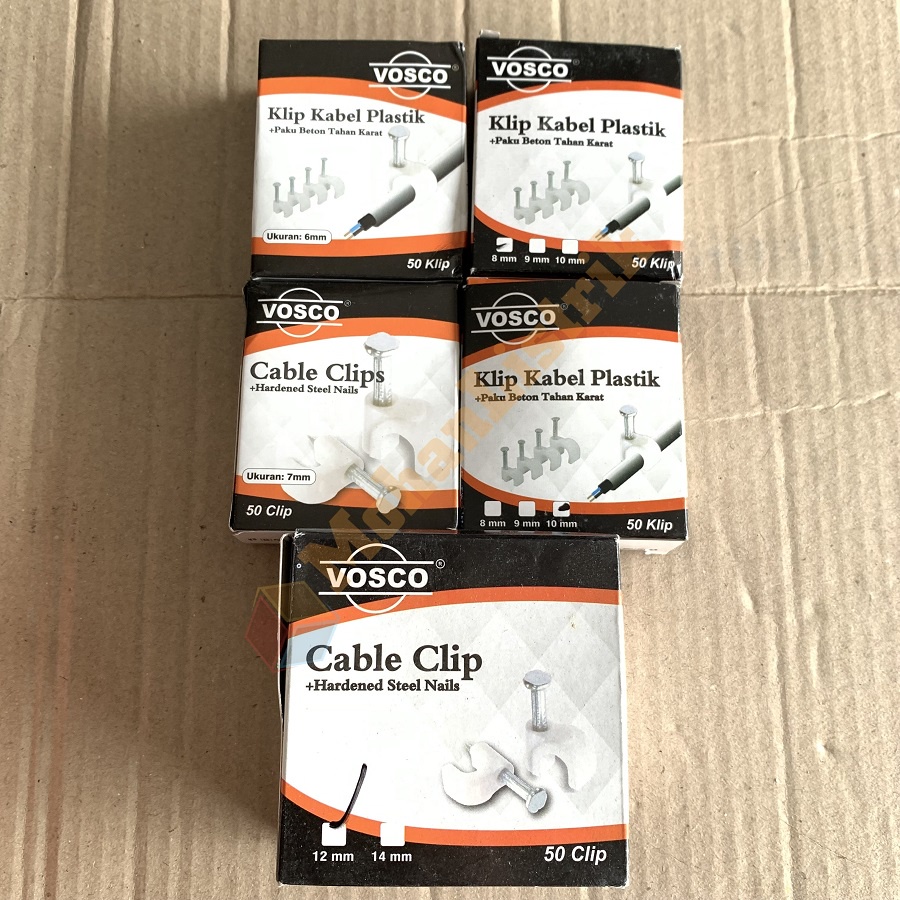 VOSCO®
Klip Kabel Plastik
+Paku Beton Tahan Karat
Ukuran: 6mm
50 Klip
VOSCO®
Klip Kabel Plastik
+Paku Beton Tahan Karat
8 mm 9 mm 10 mm
50 Klip
VOSCO®
Cable Clips
+Hardened Steel Nails
Ukuran: 7mm
50 Clip
VOSCO®
Klip Kabel Plastik
+Paku Beton Tahan Karat
8 mm 9 mm 10 mm
50 Klip
VOSCO®
Cable Clip
+Hardened Steel Nails
12 mm 14 mm
50 Clip